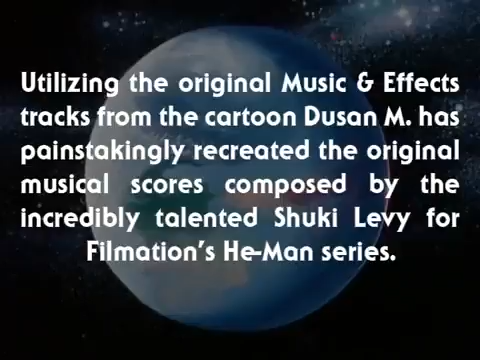 Utilizing the original Music & Effects
tracks from the cartoon Dusan M. has
painstakingly recreated the original
musical scores composed by the
incredibly talented Shuki Levy for
Filmation's He-Man series.